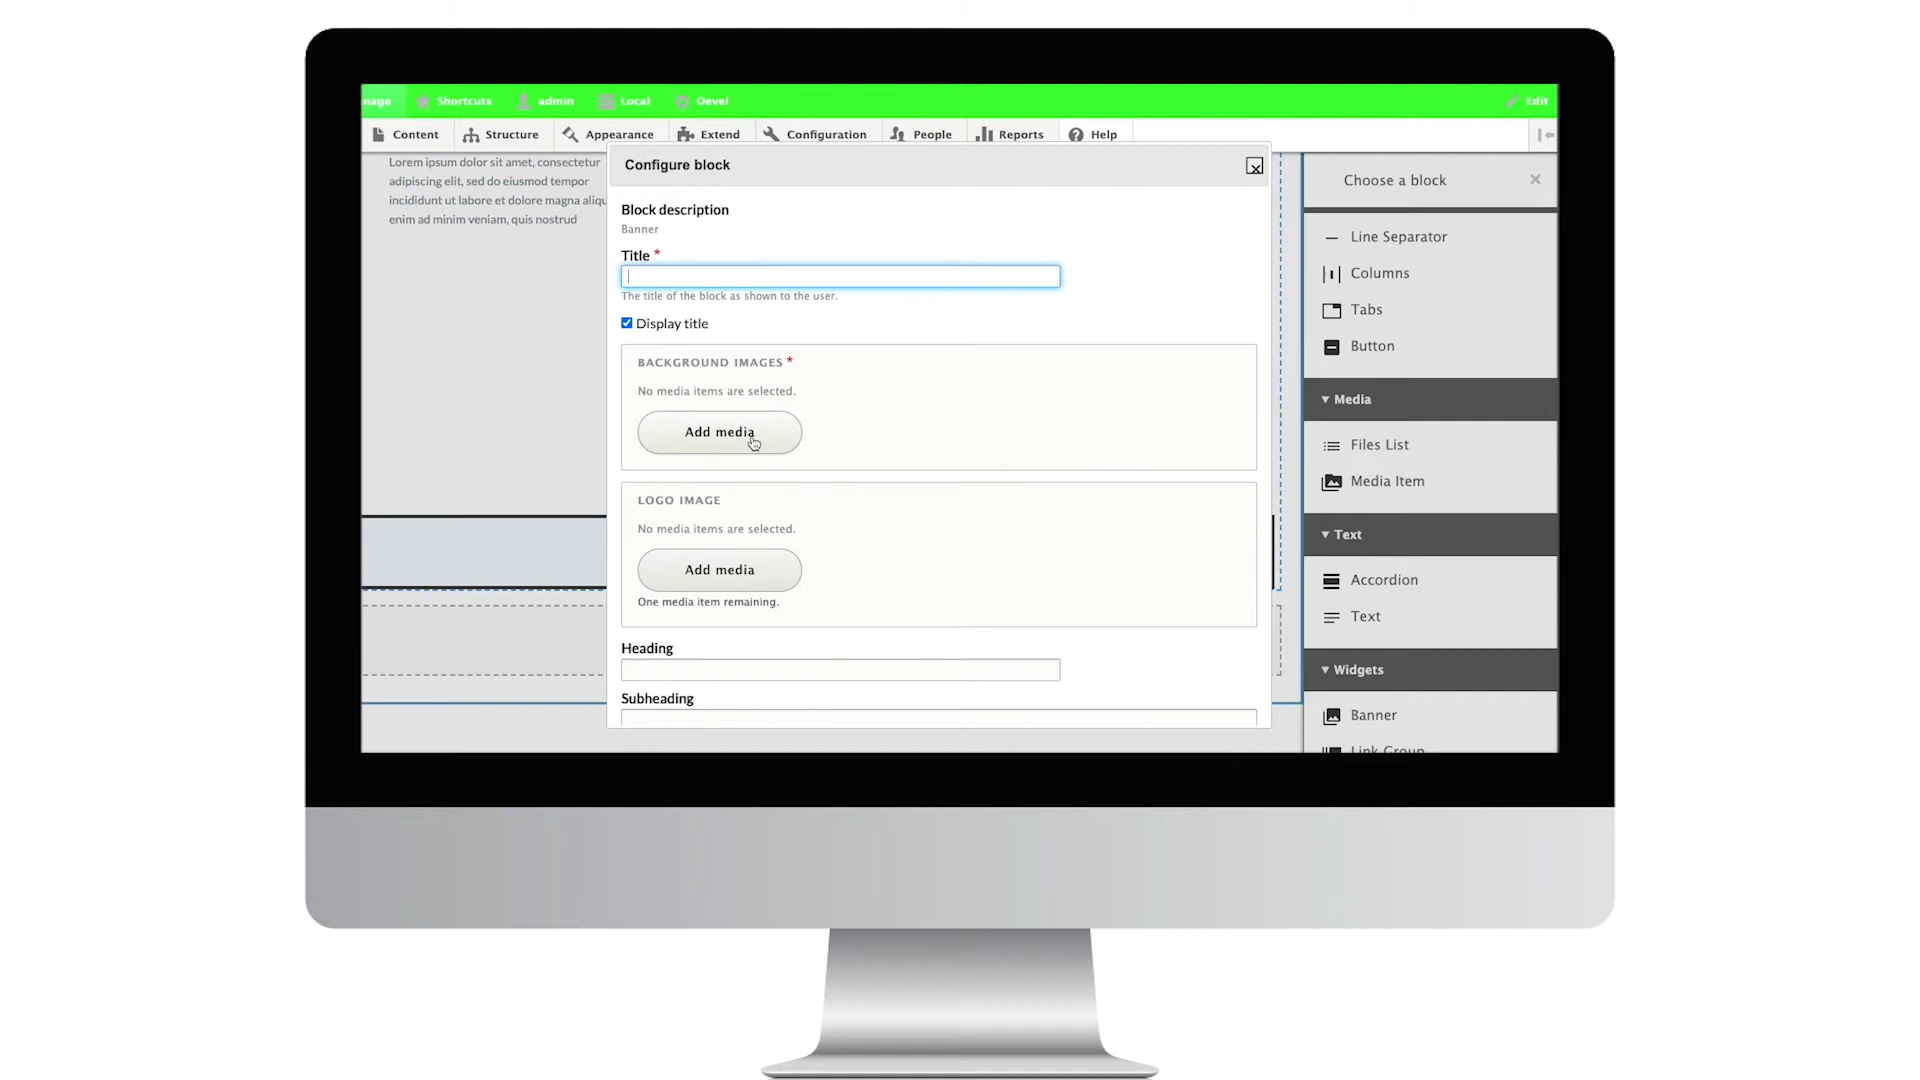 nage Shortcuts admin Local Devel Edit
Content Structure Appearance Extend Configuration People Reports Help
Lorem ipsum dolor sit amet, consectetur
adipiscing elit, sed do eiusmod tempor
incididunt ut labore et dolore magna aliqu
enim ad minim veniam, quis nostrud
Configure block
Block description
Banner
Title *
The title of the block as shown to the user.
Display title
BACKGROUND IMAGES *
No media items are selected.
Add media
LOGO IMAGE
No media items are selected.
Add media
One media item remaining.
Heading
Subheading
Choose a block
Line Separator
Columns
Tabs
Button
Media
Files List
Media Item
Text
Accordion
Text
Widgets
Banner
Link Group